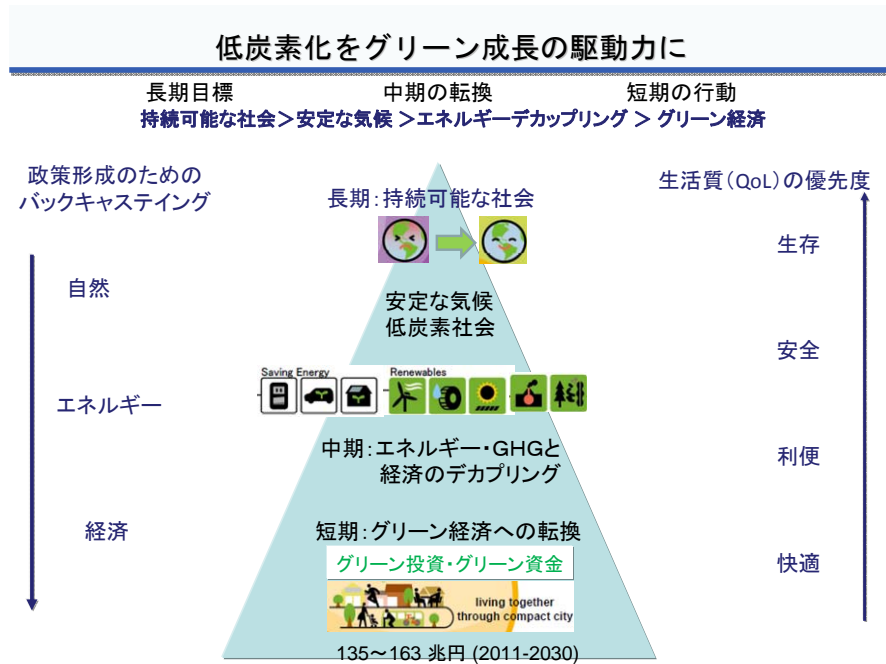 低炭素化をグリーン成長の駆動力に
長期目標 中期の転換 短期の行動
持続可能な社会＞安定な気候 ＞エネルギーデカップリング ＞ グリーン経済
政策形成のための
バックキャステイング
自然
エネルギー
経済
長期：持続可能な社会
安定な気候
低炭素社会
Saving Energy Renewables
中期：エネルギー・GHGと
経済のデカプリング
短期：グリーン経済への転換
グリーン投資・グリーン資金
living together
through compact city
135～163 兆円 (2011-2030)
生活質（QoL）の優先度
生存
安全
利便
快適